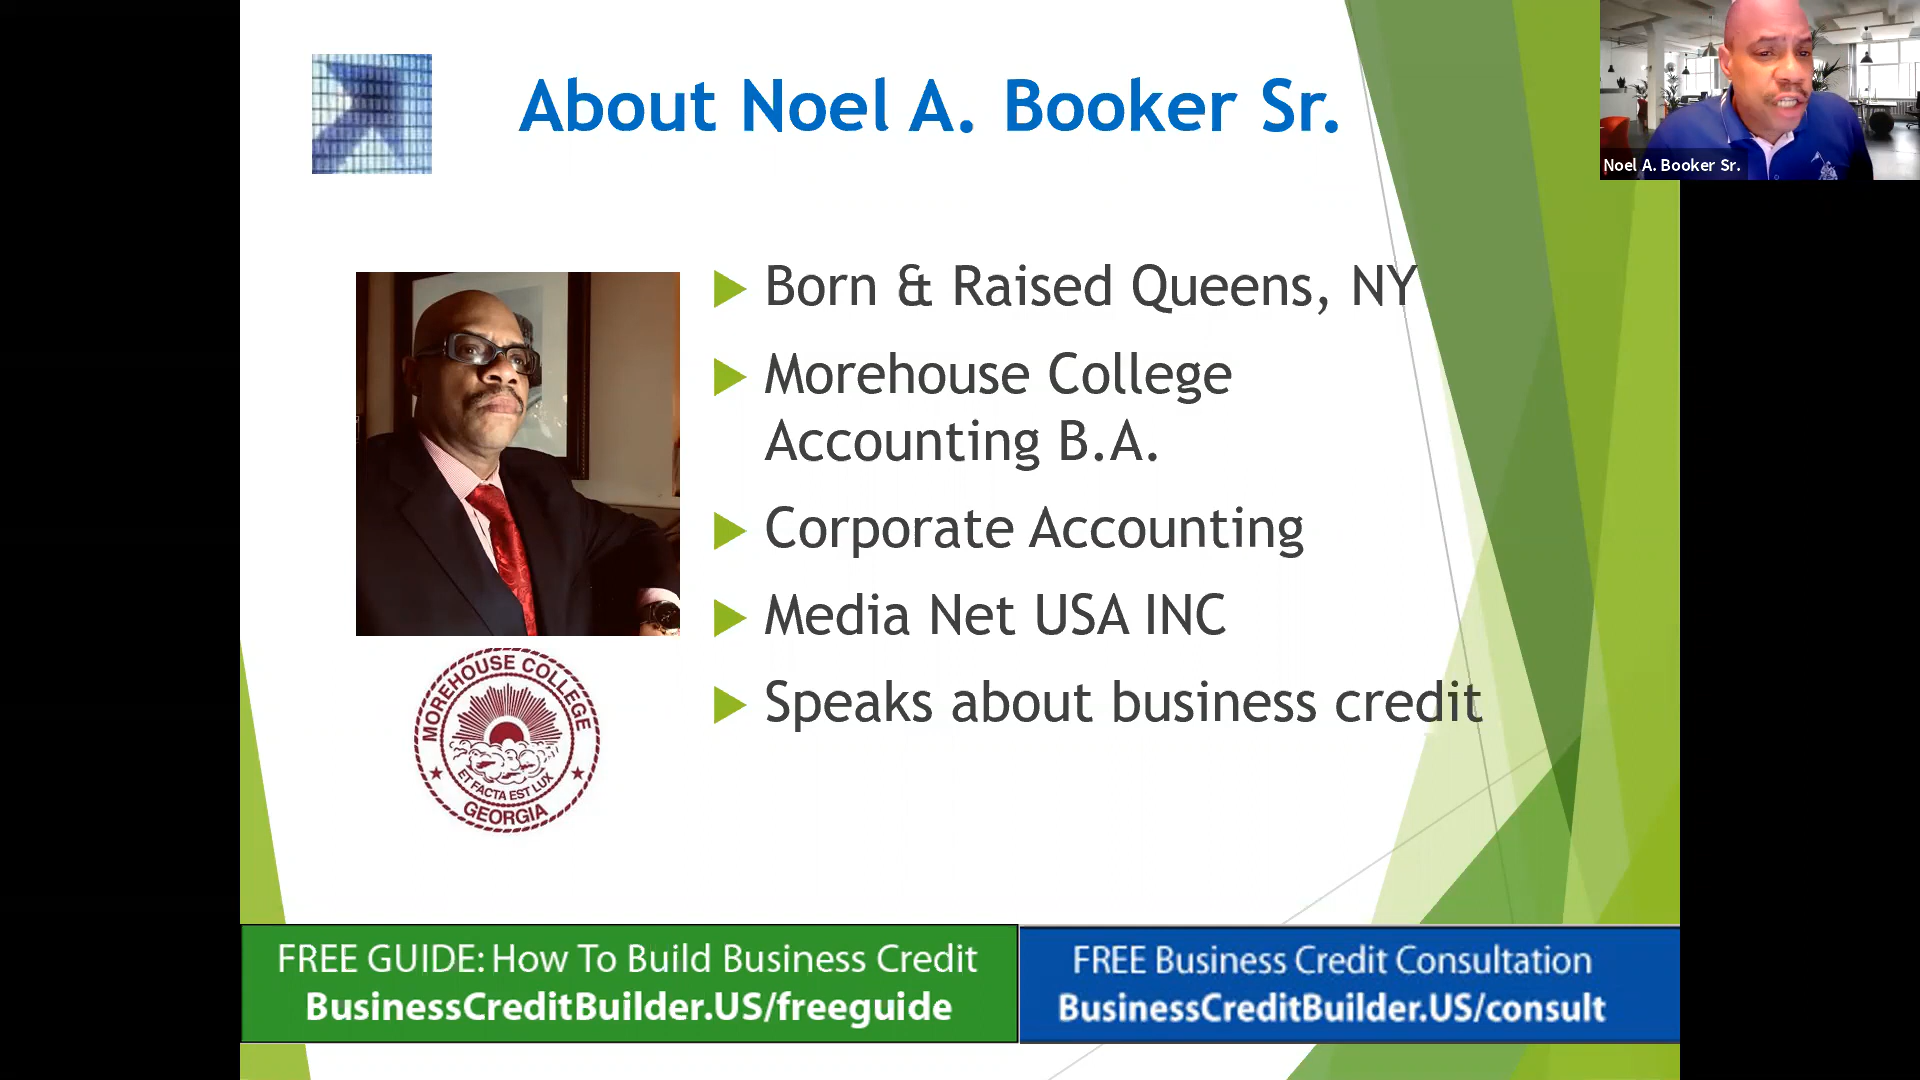 About Noel A. Booker Sr.
Noel A. Booker Sr.
Born & Raised Queens, NY
Morehouse College
Accounting B.A.
Corporate Accounting
Media Net USA INC
Speaks about business credit
MOREHOUSE COLLEGE
ET FACTA EST LUX
GEORGIA
FREE GUIDE: How To Build Business Credit
BusinessCreditBuilder.US/freeguide
FREE Business Credit Consultation
BusinessCreditBuilder.US/consult